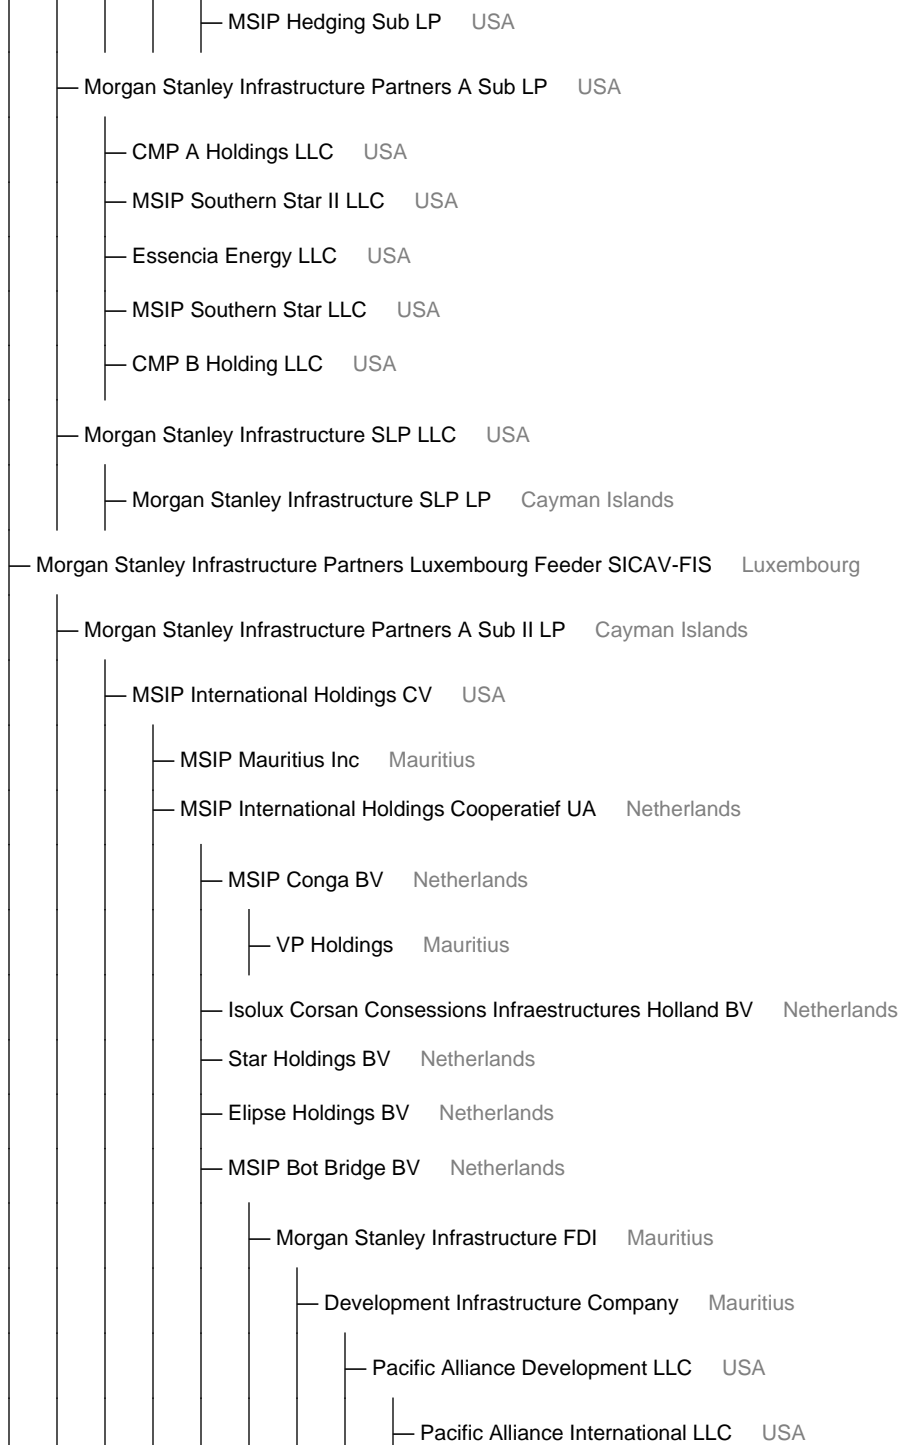 MSIP Hedging Sub LP USA
Morgan Stanley Infrastructure Partners A Sub LP USA
CMP A Holdings LLC USA
MSIP Southern Star II LLC USA
Essencia Energy LLC USA
MSIP Southern Star LLC USA
CMP B Holding LLC USA
Morgan Stanley Infrastructure SLP LLC USA
Morgan Stanley Infrastructure SLP LP Cayman Islands
Morgan Stanley Infrastructure Partners Luxembourg Feeder SICAV-FIS Luxembourg
Morgan Stanley Infrastructure Partners A Sub II LP Cayman Islands
MSIP International Holdings CV USA
MSIP Mauritius Inc Mauritius
MSIP International Holdings Cooperatief UA Netherlands
MSIP Conga BV Netherlands
VP Holdings Mauritius
Isolux Corsan Consessions Infraestructures Holland BV Netherlands
Star Holdings BV Netherlands
Elipse Holdings BV Netherlands
MSIP Bot Bridge BV Netherlands
Morgan Stanley Infrastructure FDI Mauritius
Development Infrastructure Company Mauritius
Pacific Alliance Development LLC USA
Pacific Alliance International LLC USA